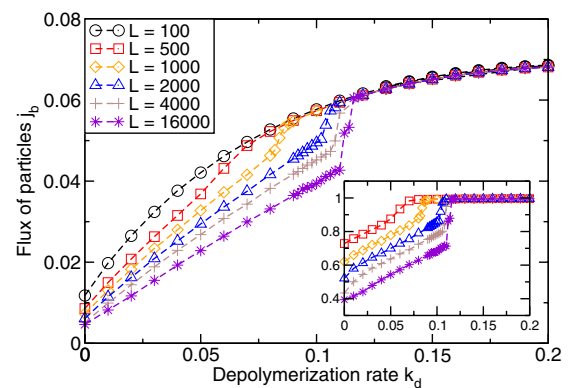 0.08
0.06
0.04
0.02
0
Flux of particles j_b
L = 100
L = 500
L = 1000
L = 2000
L = 4000
L = 16000
1
0.8
0.6
0.4
0 0.05 0.1 0.15 0.2
0 0.05 0.1 0.15 0.2
Depolymerization rate k_d